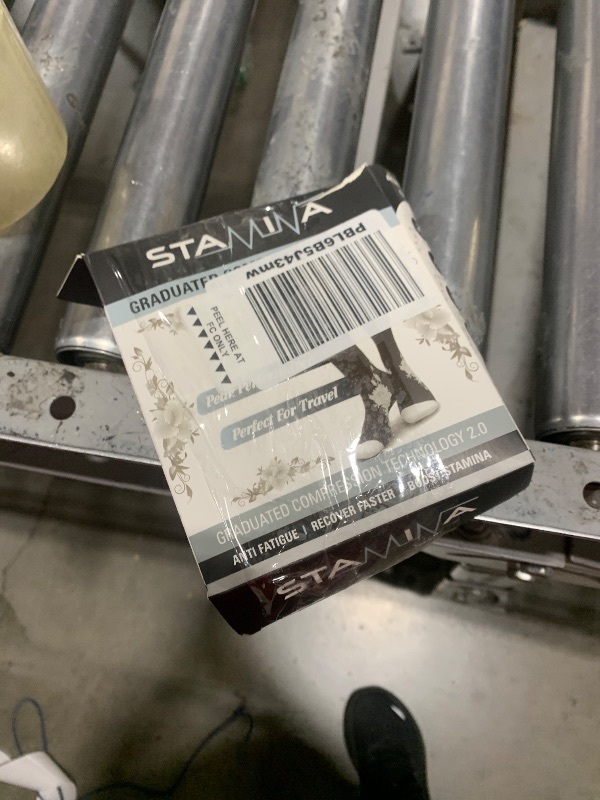 STAMINA
GRADUATED
PBL6B5J43mw
PEEL HERE AT
FC ONLY
Perfect For Travel
GRADUATED COMPRESSION TECHNOLOGY 2.0
ANTI FATIGUE | RECOVER FASTER | BOOST STAMINA
STAMINA